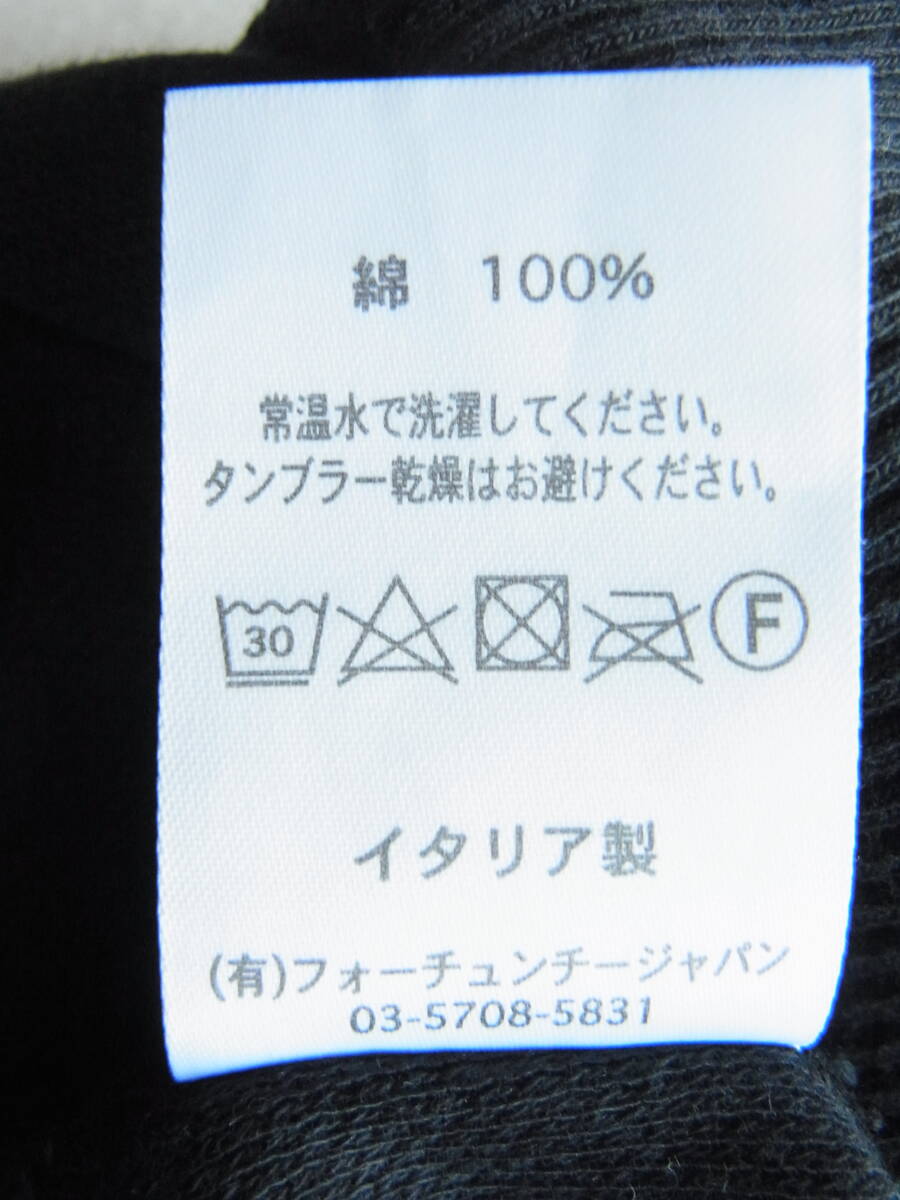 綿　100%
常温水で洗濯してください。
タンブラー乾燥はお避けください。
30 F
イタリア製
(有)フォーチュンチージャパン
03-5708-5831